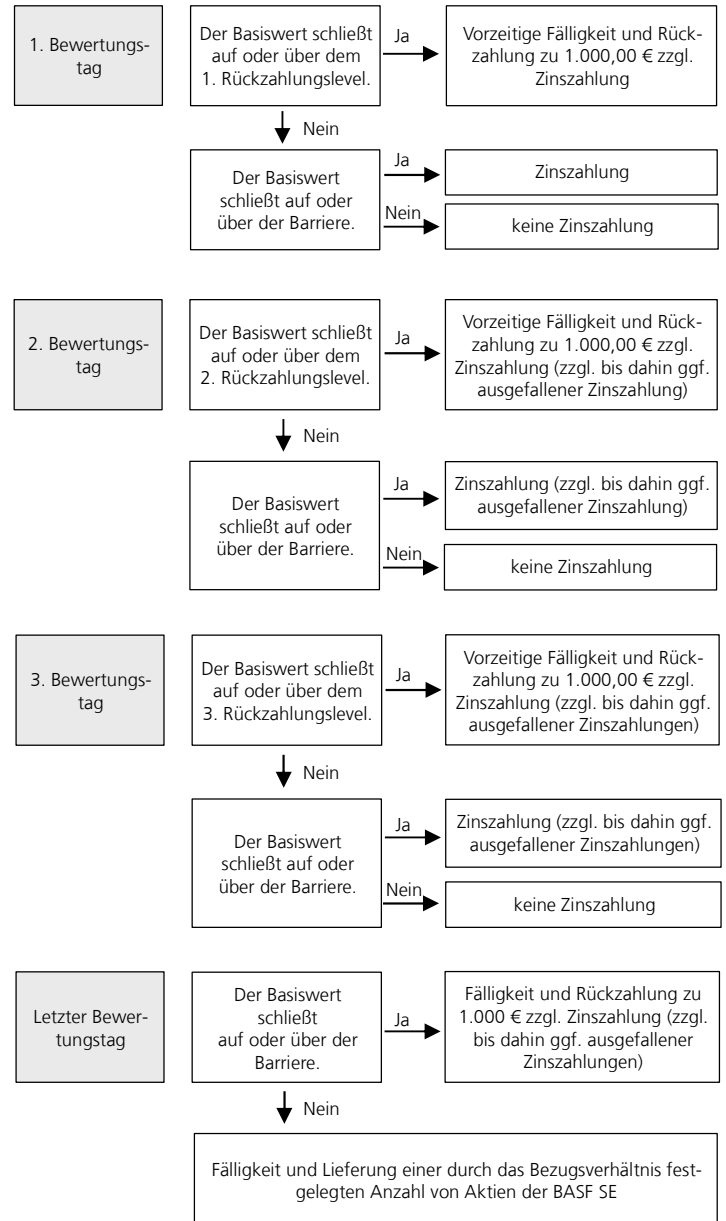 1. Bewertungs-
tag
Der Basiswert schließt
auf oder über dem
1. Rückzahlungslevel.
Ja
Vorzeitige Fälligkeit und Rück-
zahlung zu 1.000,00 € zzgl.
Zinszahlung
Nein
Der Basiswert
schließt auf oder
über der Barriere.
Ja
Zinszahlung
Nein
keine Zinszahlung
2. Bewertungs-
tag
Der Basiswert schließt
auf oder über dem
2. Rückzahlungslevel.
Ja
Vorzeitige Fälligkeit und Rück-
zahlung zu 1.000,00 € zzgl.
Zinszahlung (zzgl. bis dahin ggf.
ausgefallener Zinszahlung)
Nein
Der Basiswert
schließt auf oder
über der Barriere.
Ja
Zinszahlung (zzgl. bis dahin ggf.
ausgefallener Zinszahlung)
Nein
keine Zinszahlung
3. Bewertungs-
tag
Der Basiswert schließt
auf oder über dem
3. Rückzahlungslevel.
Ja
Vorzeitige Fälligkeit und Rück-
zahlung zu 1.000,00 € zzgl.
Zinszahlung (zzgl. bis dahin ggf.
ausgefallener Zinszahlungen)
Nein
Der Basiswert
schließt auf oder
über der Barriere.
Ja
Zinszahlung (zzgl. bis dahin ggf.
ausgefallener Zinszahlungen)
Nein
keine Zinszahlung
Letzter Bewer-
tungstag
Der Basiswert
schließt
auf oder über der
Barriere.
Ja
Fälligkeit und Rückzahlung zu
1.000 € zzgl. Zinszahlung (zzgl.
bis dahin ggf. ausgefallener
Zinszahlungen)
Nein
Fälligkeit und Lieferung einer durch das Bezugsverhältnis fest-
gelegten Anzahl von Aktien der BASF SE